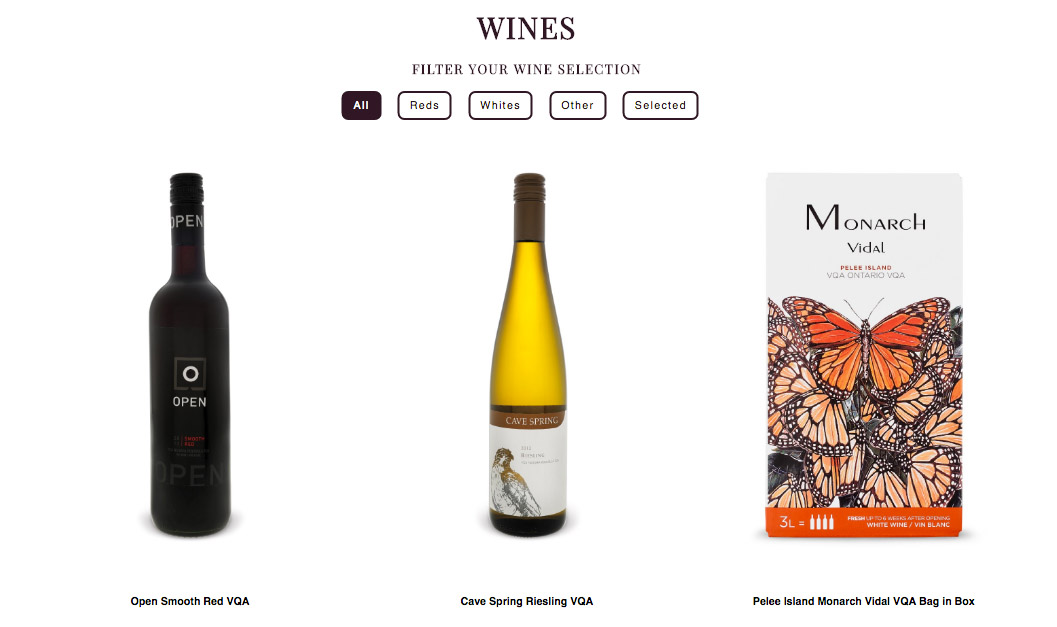 WINES
FILTER YOUR WINE SELECTION
All Reds Whites Other Selected
OPEN
O
OPEN
SMOOTH
RED
OPEN
CAVE SPRING
2012
RIESLING
MONARCH
Vidal
PELEE ISLAND
VQA ONTARIO VQA
3L =
FRESH UP TO 6 WEEKS AFTER OPENING
WHITE WINE / VIN BLANC
Open Smooth Red VQA
Cave Spring Riesling VQA
Pelee Island Monarch Vidal VQA Bag in Box